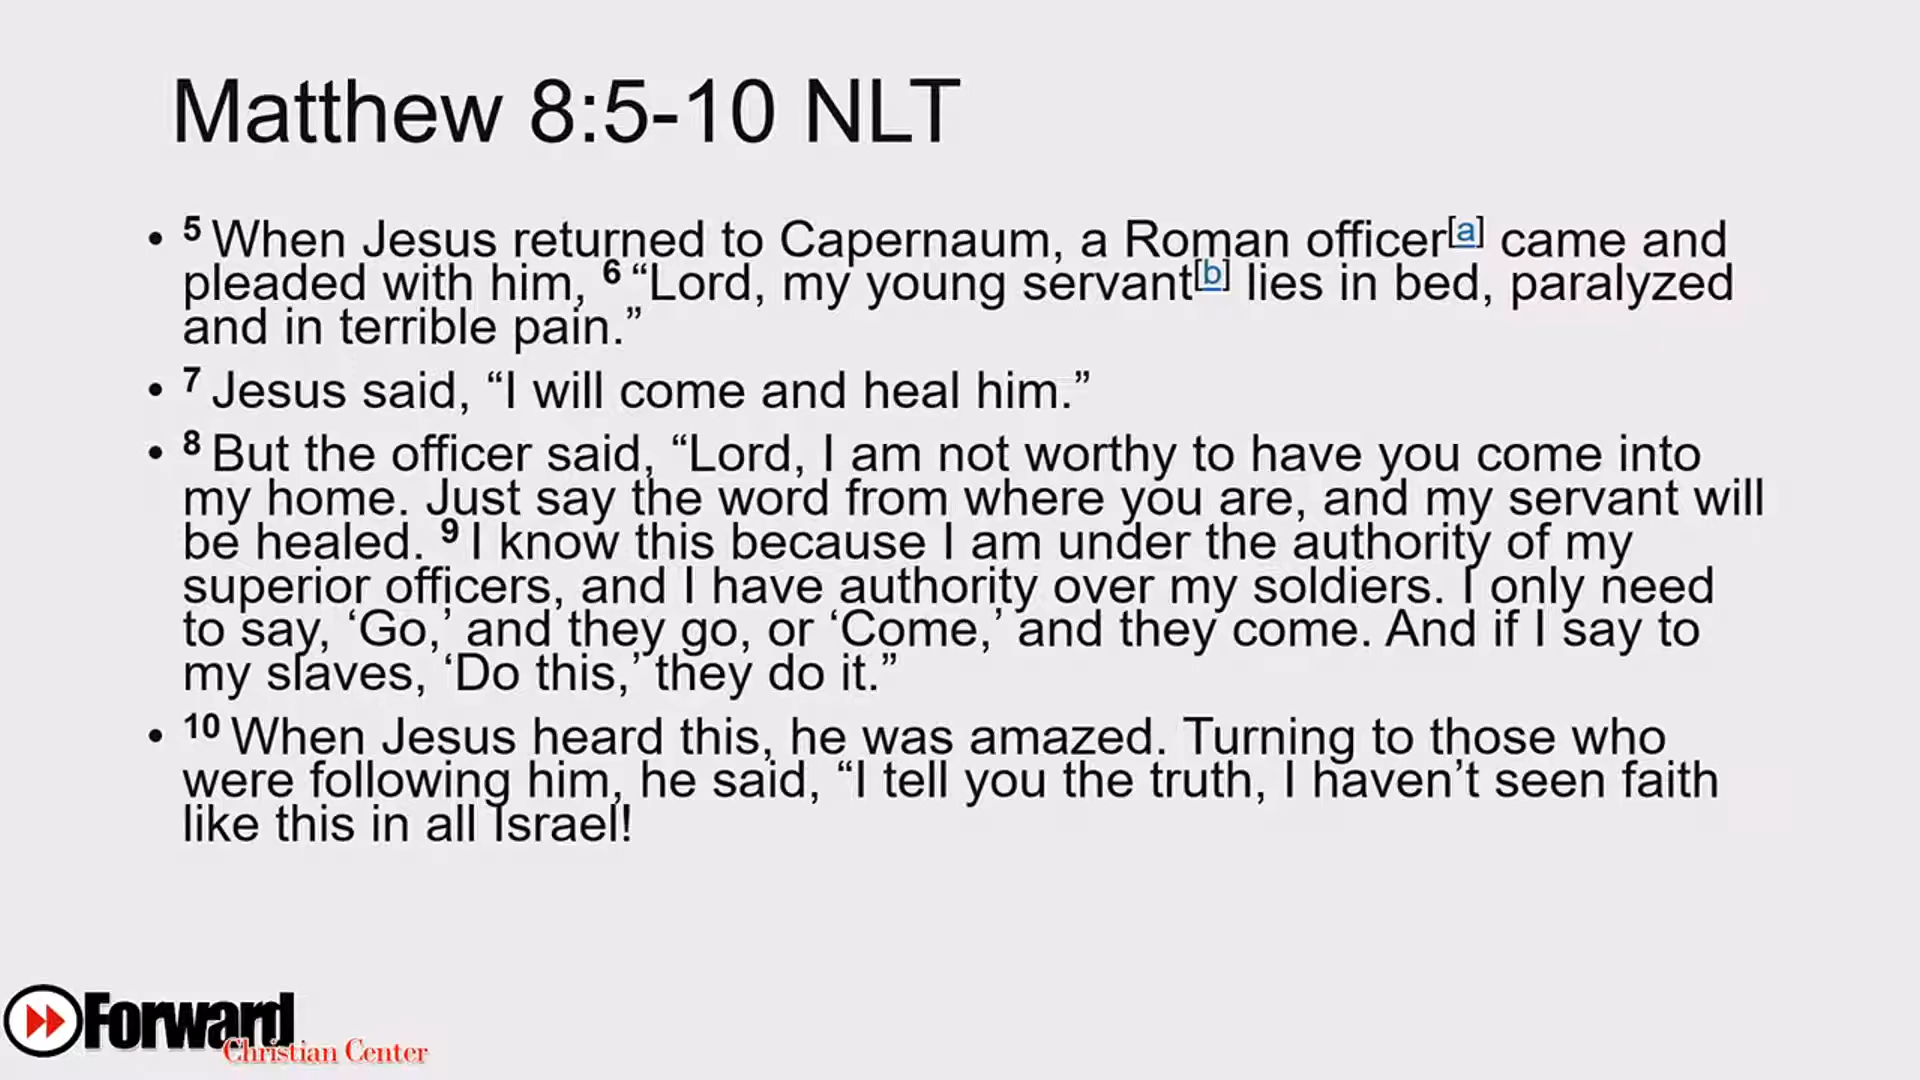 Matthew 8:5-10 NLT
• 5 When Jesus returned to Capernaum, a Roman officer[a] came and
pleaded with him, 6 “Lord, my young servant[b] lies in bed, paralyzed
and in terrible pain.”
• 7 Jesus said, “I will come and heal him.”
• 8 But the officer said, “Lord, I am not worthy to have you come into
my home. Just say the word from where you are, and my servant will
be healed. 9 I know this because I am under the authority of my
superior officers, and I have authority over my soldiers. I only need
to say, ‘Go,’ and they go, or ‘Come,’ and they come. And if I say to
my slaves, ‘Do this,’ they do it.”
• 10 When Jesus heard this, he was amazed. Turning to those who
were following him, he said, “I tell you the truth, I haven’t seen faith
like this in all Israel!
Forward
Christian Center